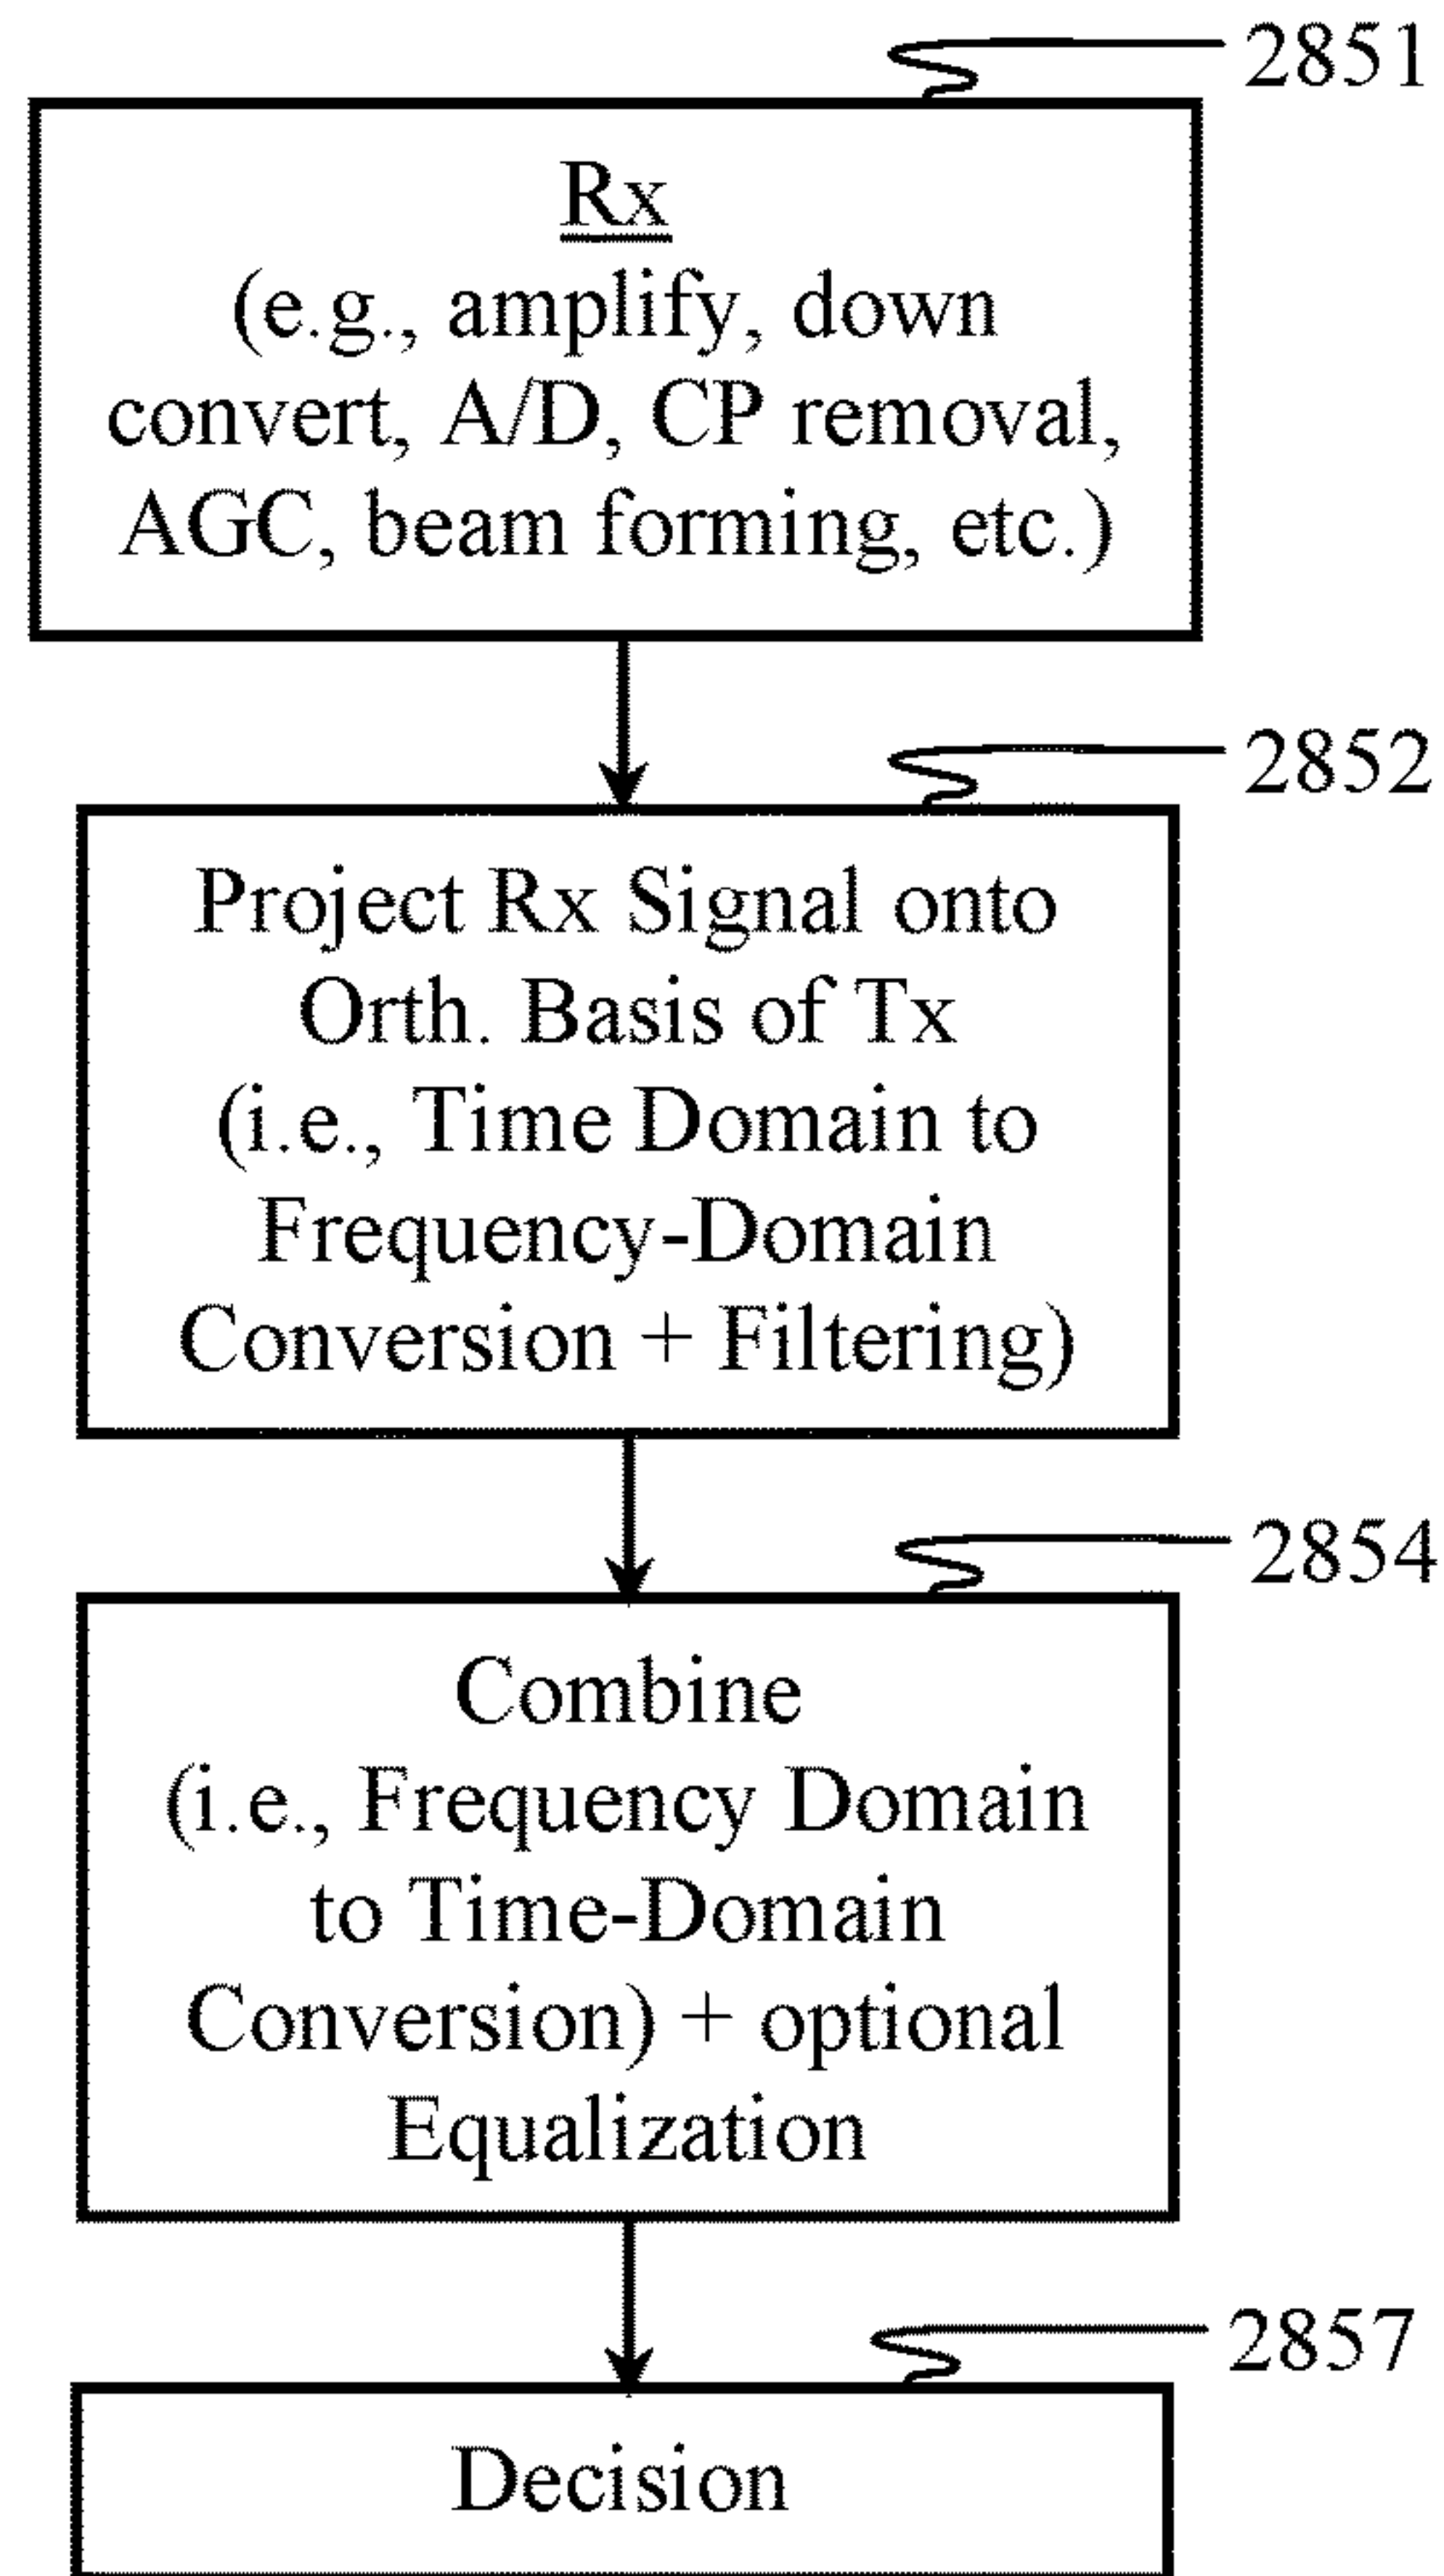 2851
Rx
(e.g., amplify, down
convert, A/D, CP removal,
AGC, beam forming, etc.)
2852
Project Rx Signal onto
Orth. Basis of Tx
(i.e., Time Domain to
Frequency-Domain
Conversion + Filtering)
2854
Combine
(i.e., Frequency Domain
to Time-Domain
Conversion) + optional
Equalization
2857
Decision